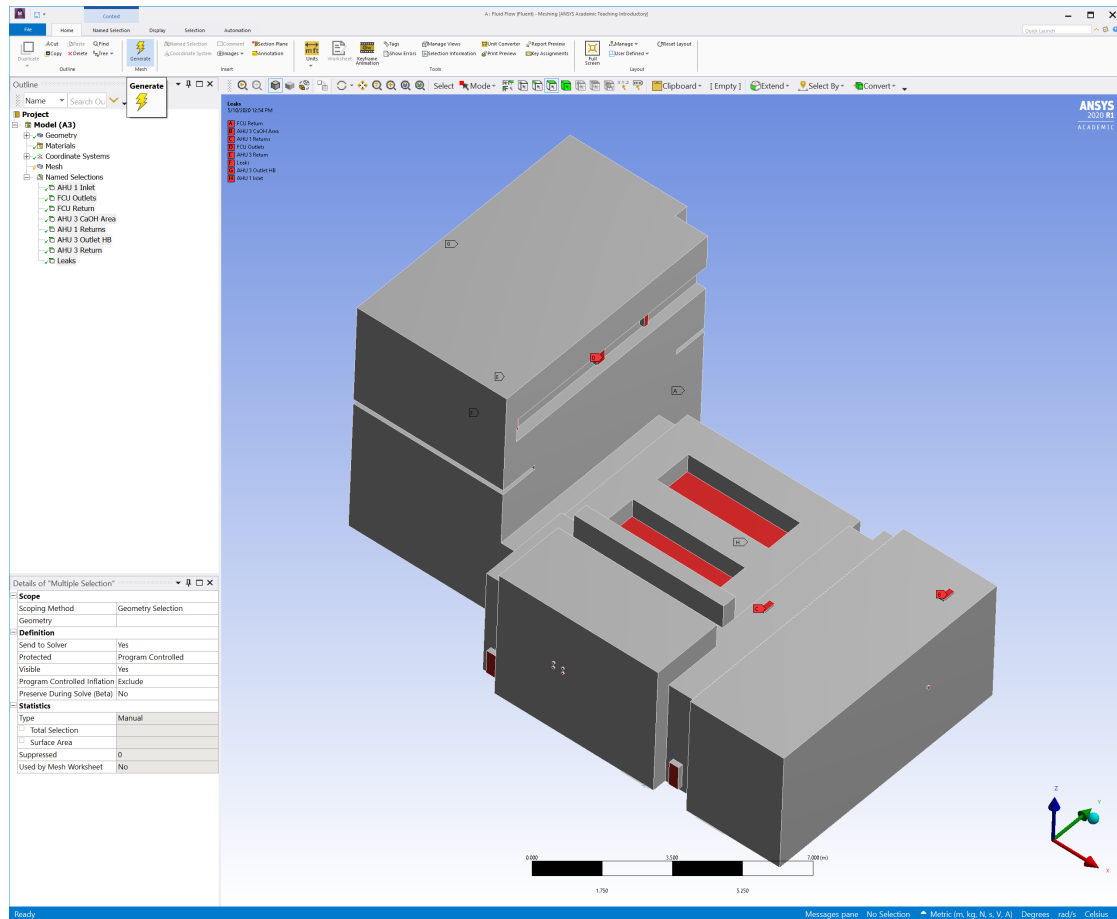 A : Fluid Flow (Fluent) - Meshing [ANSYS Academic Teaching Introductory]
Context
File Home Named Selection Display Selection Automation
Quick Launch
Duplicate
Cut Paste Find
Copy Delete Tree
Outline
Generate
Mesh
Named Selection Comment Section Plane
Coordinate System Images Annotation
Insert
Units Worksheet Keyframe Animation
Tags Manage Views Unit Converter Report Preview
Show Errors Selection Information Print Preview Key Assignments
Tools
Full Screen
Manage Reset Layout
User Defined
Layout
Outline
Generate
Name Search Ou
Select Mode Clipboard [ Empty ] Extend Select By Convert
Project
Model (A3)
Geometry
Materials
Coordinate Systems
Mesh
Named Selections
AHU 1 Inlet
FCU Outlets
FCU Return
AHU 3 CaOH Area
AHU 1 Returns
AHU 3 Outlet HB
AHU 3 Return
Leaks
Leaks
5/10/2020 12:54 PM
A FCU Return
B AHU 3 CaOH Area
C AHU 1 Returns
D FCU Outlets
E AHU 3 Return
F Leaks
G AHU 3 Outlet HB
H AHU 1 Inlet
ANSYS
2020 R1
ACADEMIC
G
D
E
A
F
H
C
B
Details of "Multiple Selection"
Scope
Scoping Method Geometry Selection
Geometry
Definition
Send to Solver Yes
Protected Program Controlled
Visible Yes
Program Controlled Inflation Exclude
Preserve During Solve (Beta) No
Statistics
Type Manual
Total Selection
Surface Area
Suppressed 0
Used by Mesh Worksheet No
0.000 3.500 7.000 (m)
1.750 5.250
Z
Y
X
Ready
Messages pane No Selection Metric (m, kg, N, s, V, A) Degrees rad/s Celsius